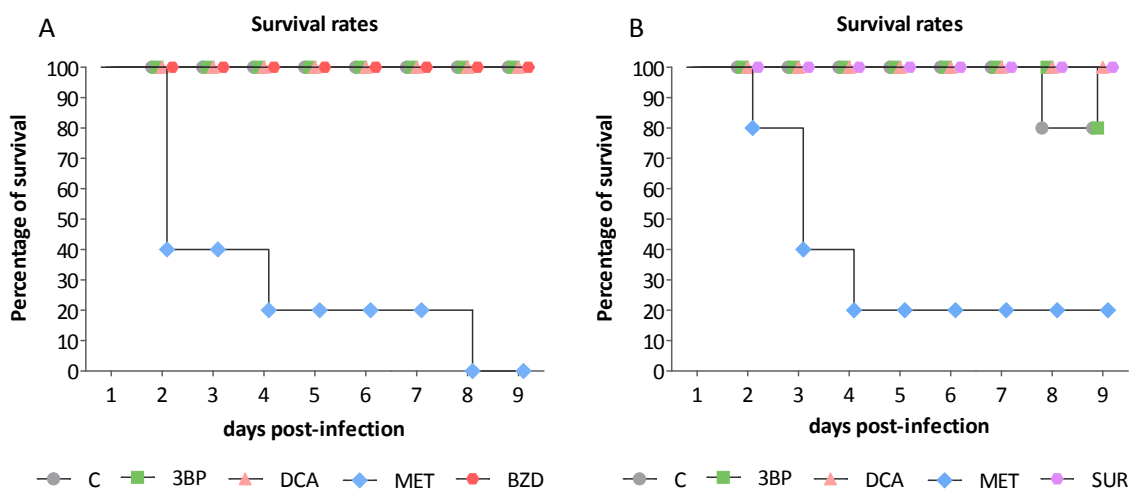 A
Survival rates
Percentage of survival
100
90
80
70
60
50
40
30
20
10
0
1 2 3 4 5 6 7 8 9
days post-infection
C 3BP DCA MET BZD
B
Survival rates
Percentage of survival
100
90
80
70
60
50
40
30
20
10
0
1 2 3 4 5 6 7 8 9
days post-infection
C 3BP DCA MET SUR